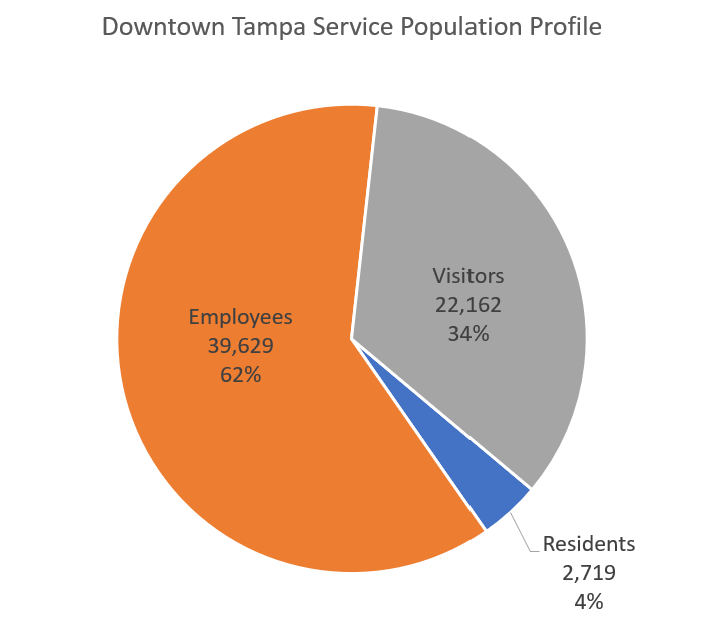 Downtown Tampa Service Population Profile
Visitors
22,162
34%
Employees
39,629
62%
Residents
2,719
4%